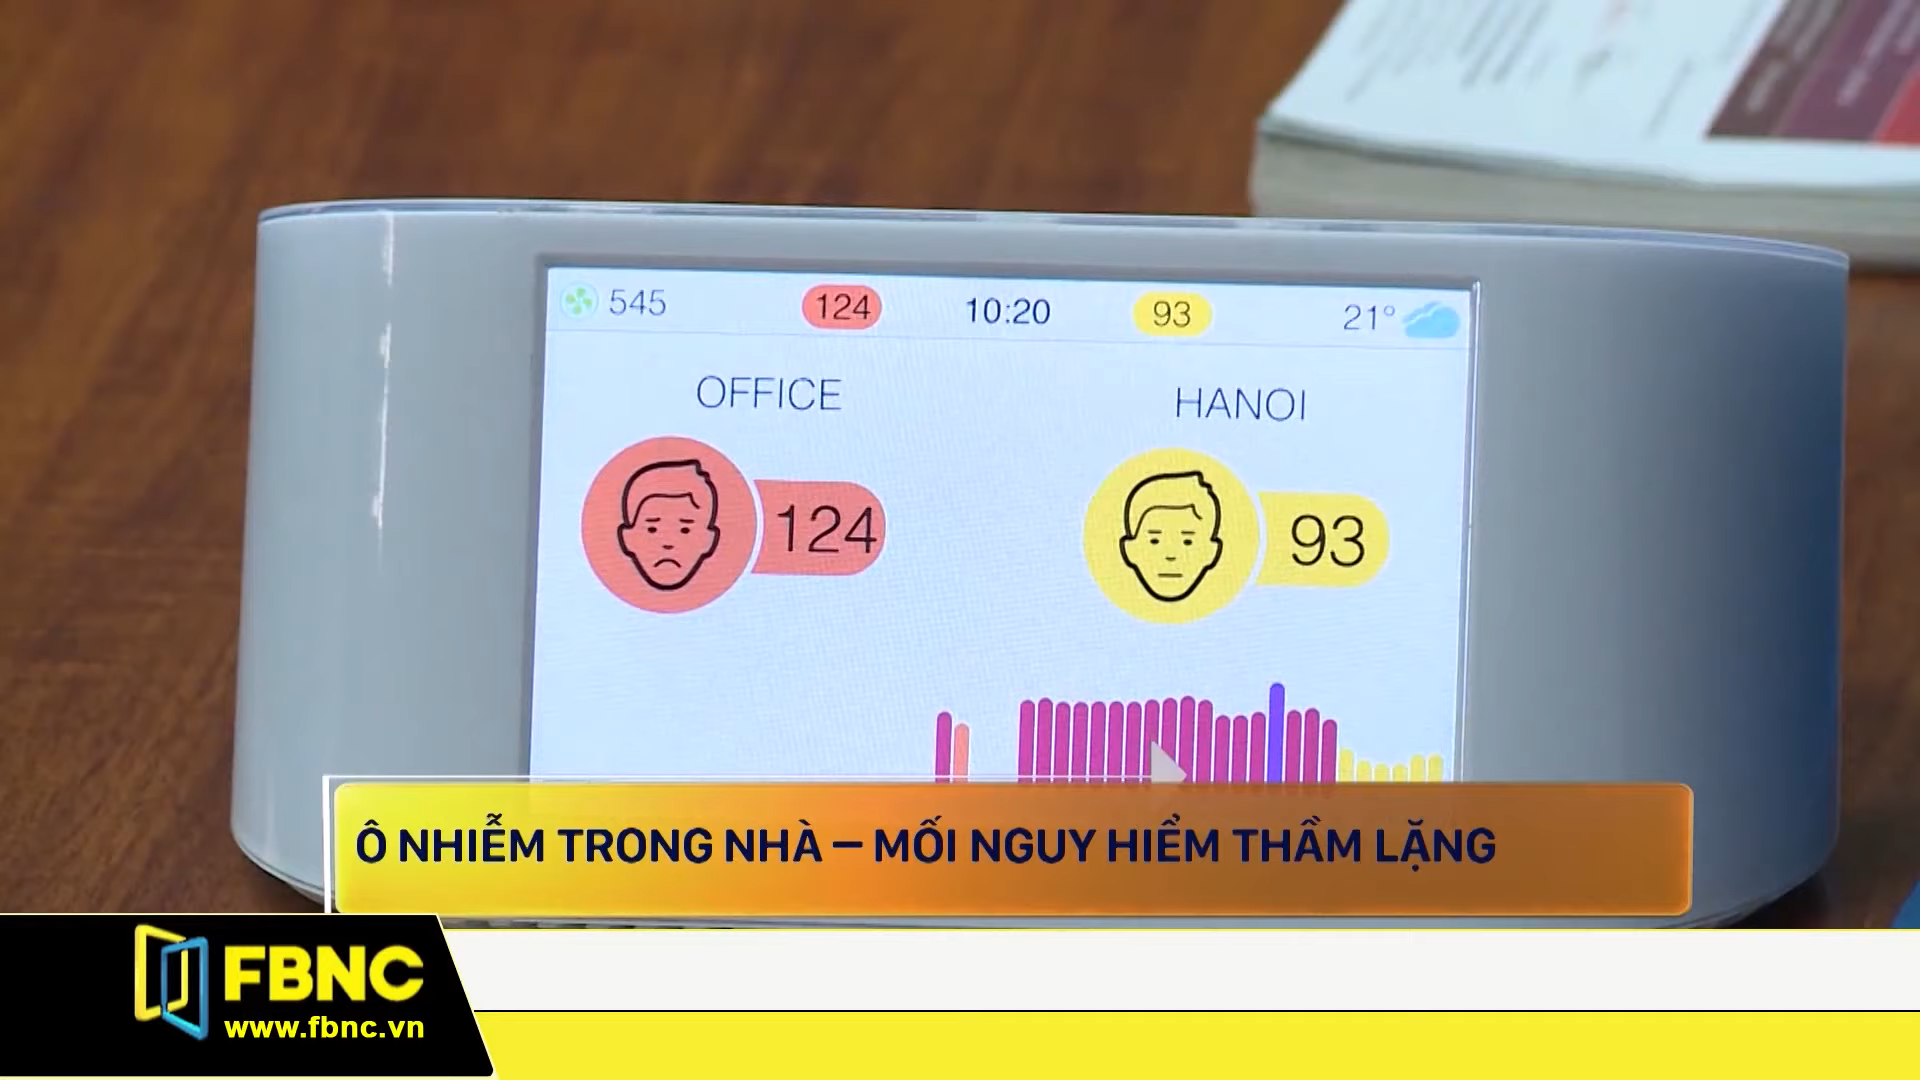 545
124
10:20
93
21°
OFFICE
HANOI
124
93
Ô NHIỄM TRONG NHÀ – MỐI NGUY HIỂM THẦM LẶNG
FBNC
www.fbnc.vn